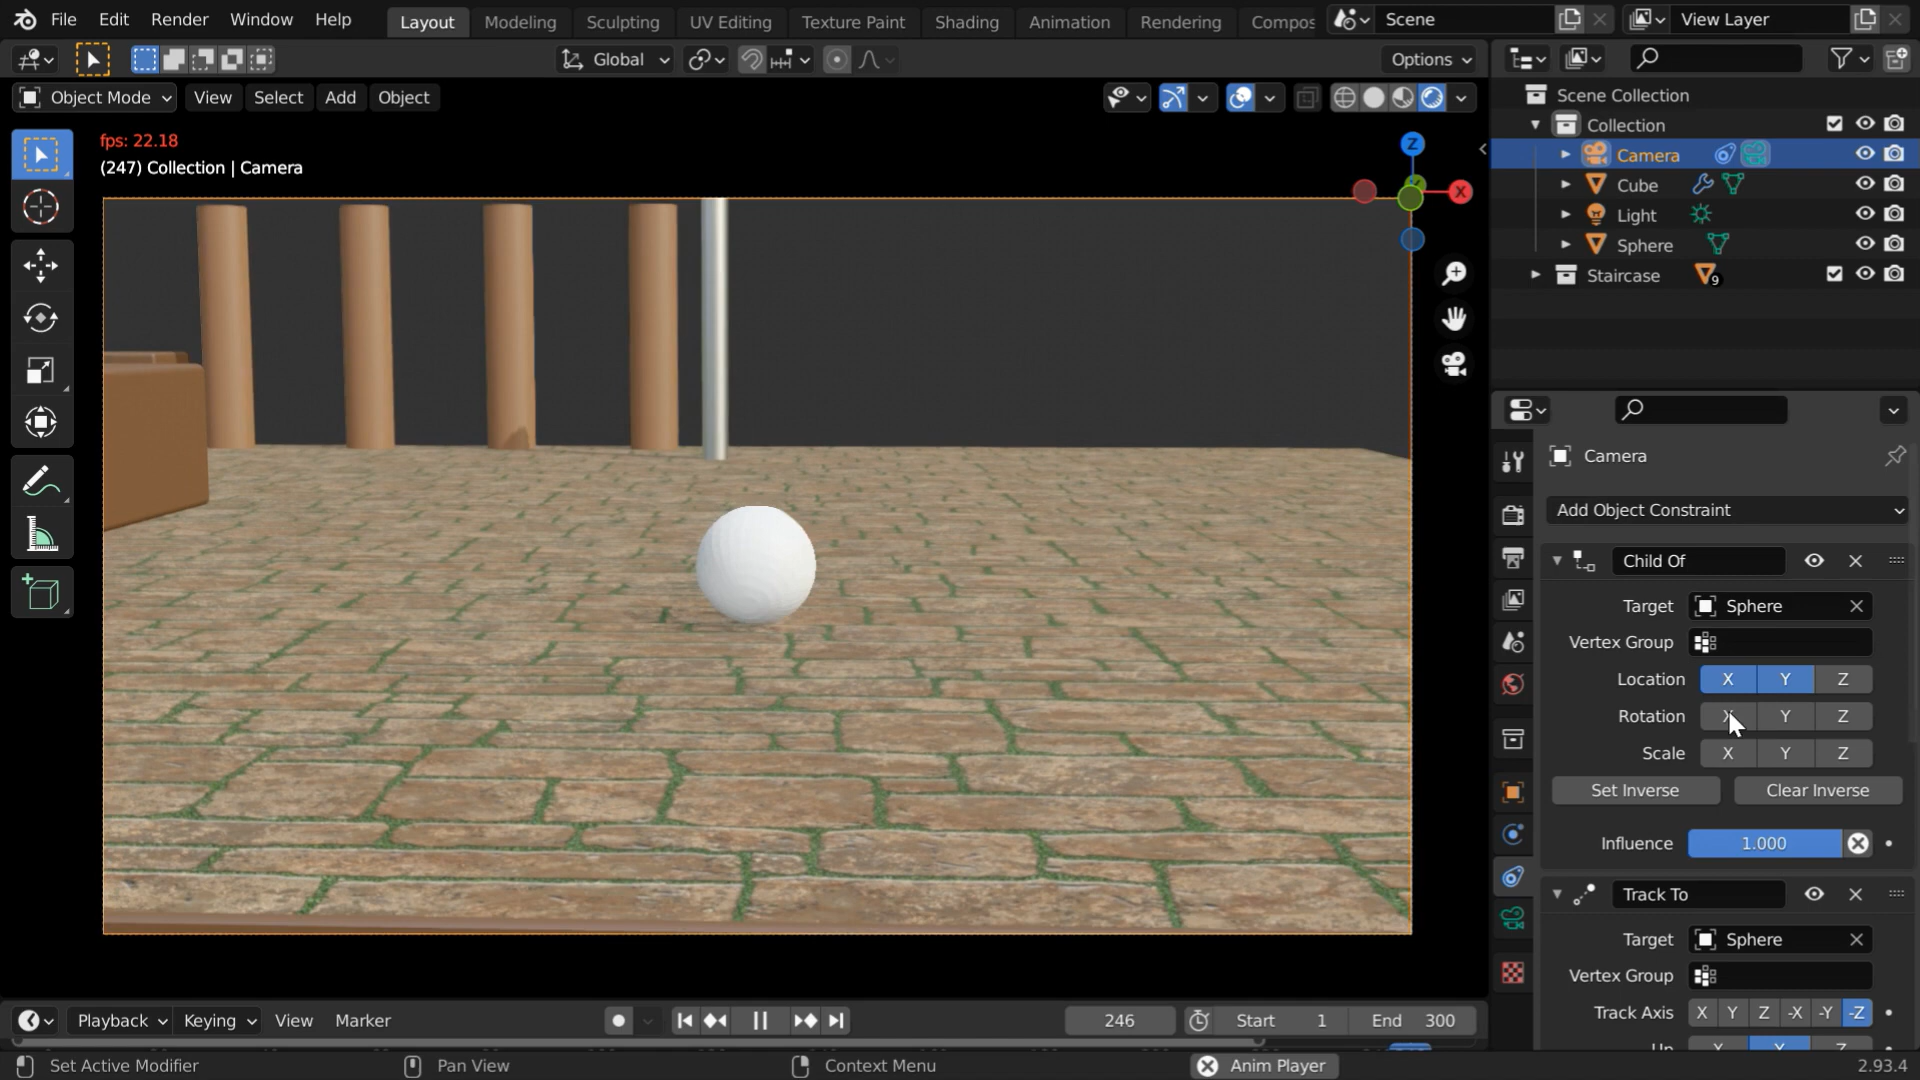 File Edit Render Window Help Layout Modeling Sculpting UV Editing Texture Paint Shading Animation Rendering Compos Scene View Layer
Global Options
Object Mode View Select Add Object
fps: 22.18
(247) Collection | Camera
Z
X
Scene Collection
Collection
Camera
Cube
Light
Sphere
Staircase 9
Camera
Add Object Constraint
Child Of
Target Sphere
Vertex Group
Location X Y Z
Rotation X Y Z
Scale X Y Z
Set Inverse Clear Inverse
Influence 1.000
Track To
Target Sphere
Vertex Group
Track Axis X Y Z -X -Y -Z
Playback Keying View Marker 246 Start 1 End 300
Set Active Modifier Pan View Context Menu Anim Player 2.93.4